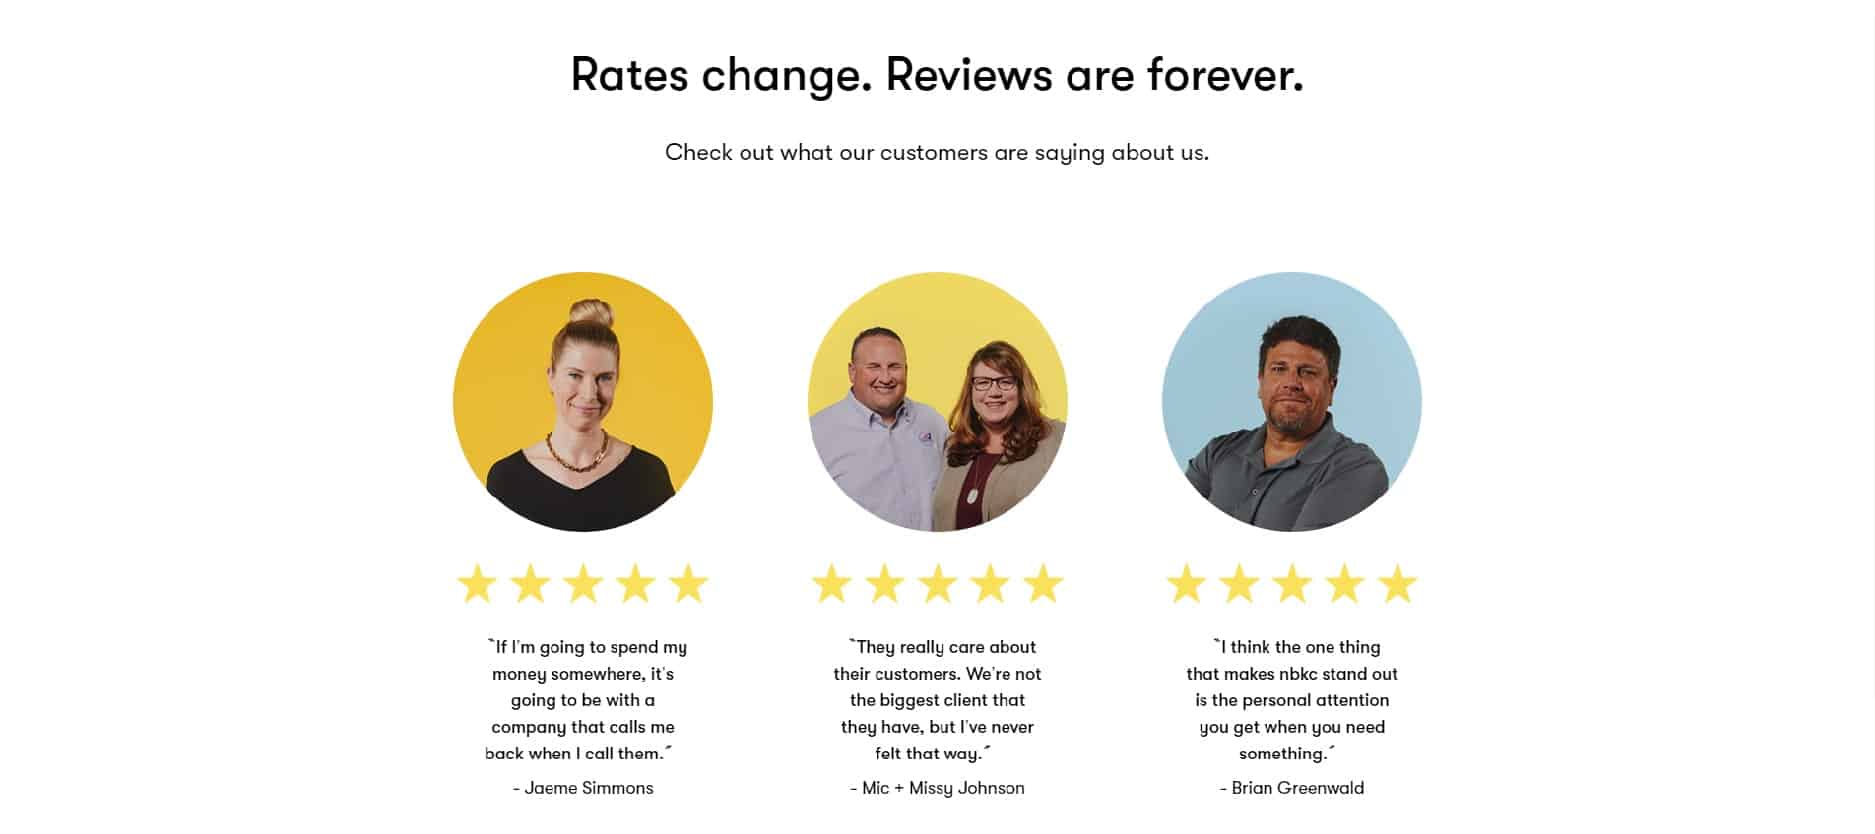 Rates change. Reviews are forever.
Check out what our customers are saying about us.
"If I'm going to spend my
money somewhere, it's
going to be with a
company that calls me
back when I call them."
- Jaeme Simmons
"They really care about
their customers. We're not
the biggest client that
they have, but I've never
felt that way."
- Mic + Missy Johnson
"I think the one thing
that makes nbkc stand out
is the personal attention
you get when you need
something."
- Brian Greenwald